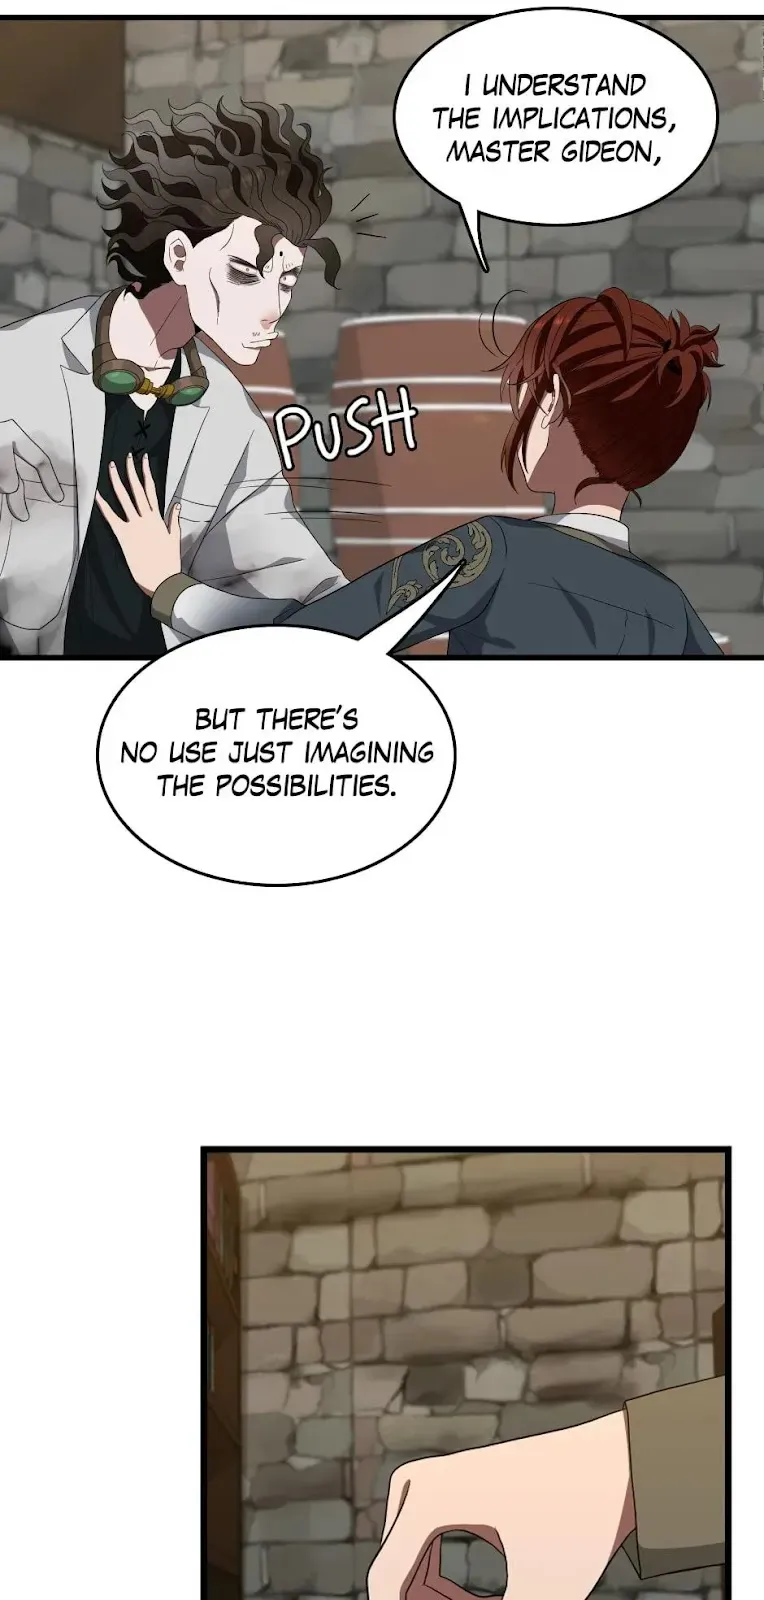 I UNDERSTAND
THE IMPLICATIONS,
MASTER GIDEON,
PUSH
BUT THERE'S
NO USE JUST IMAGINING
THE POSSIBILITIES.